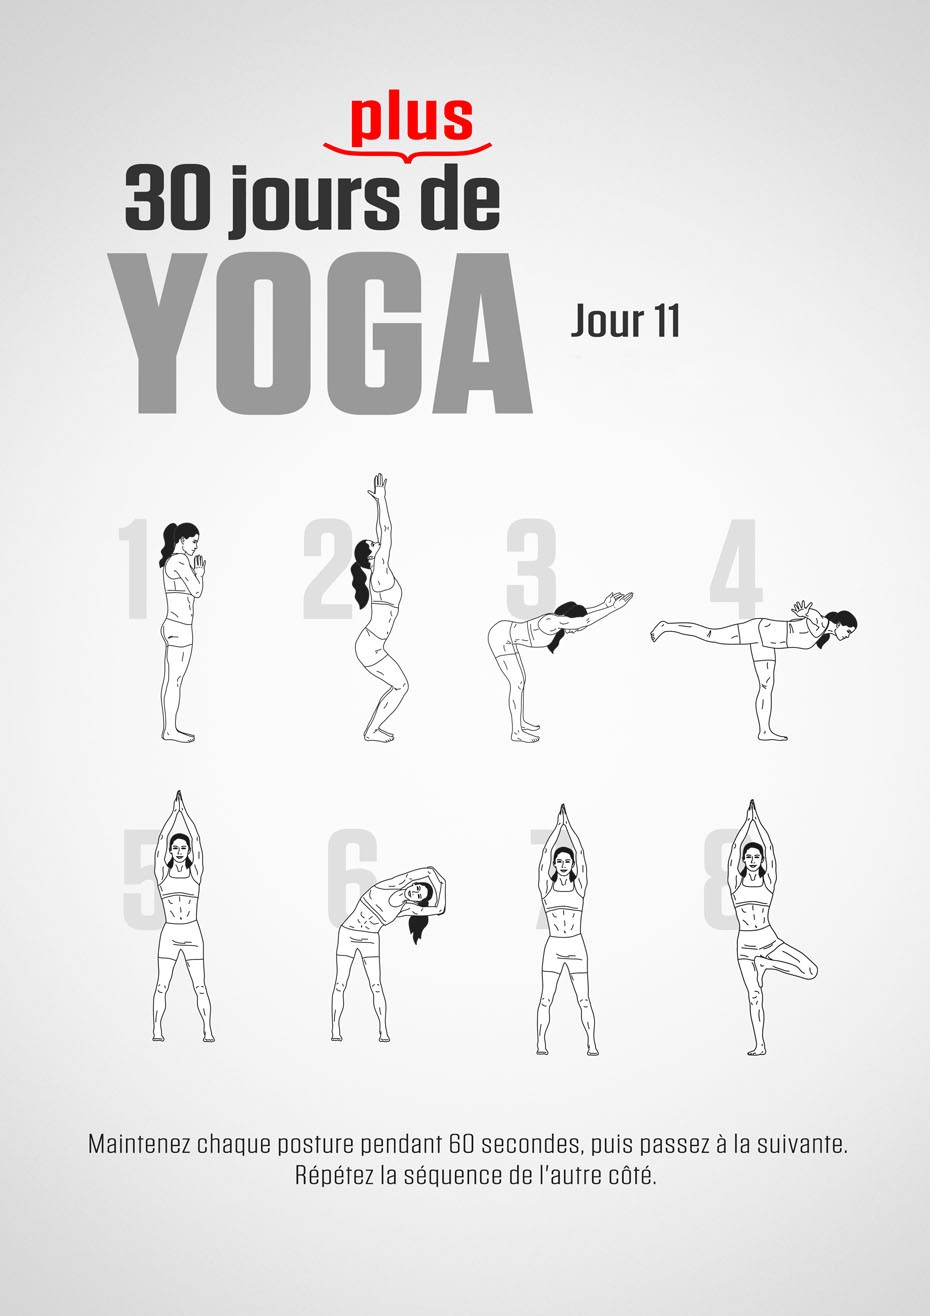 plus
30 jours de
YOGA
Jour 11
1 2 3 4
5 6 7 8
Maintenez chaque posture pendant 60 secondes, puis passez à la suivante.
Répétez la séquence de l'autre côté.